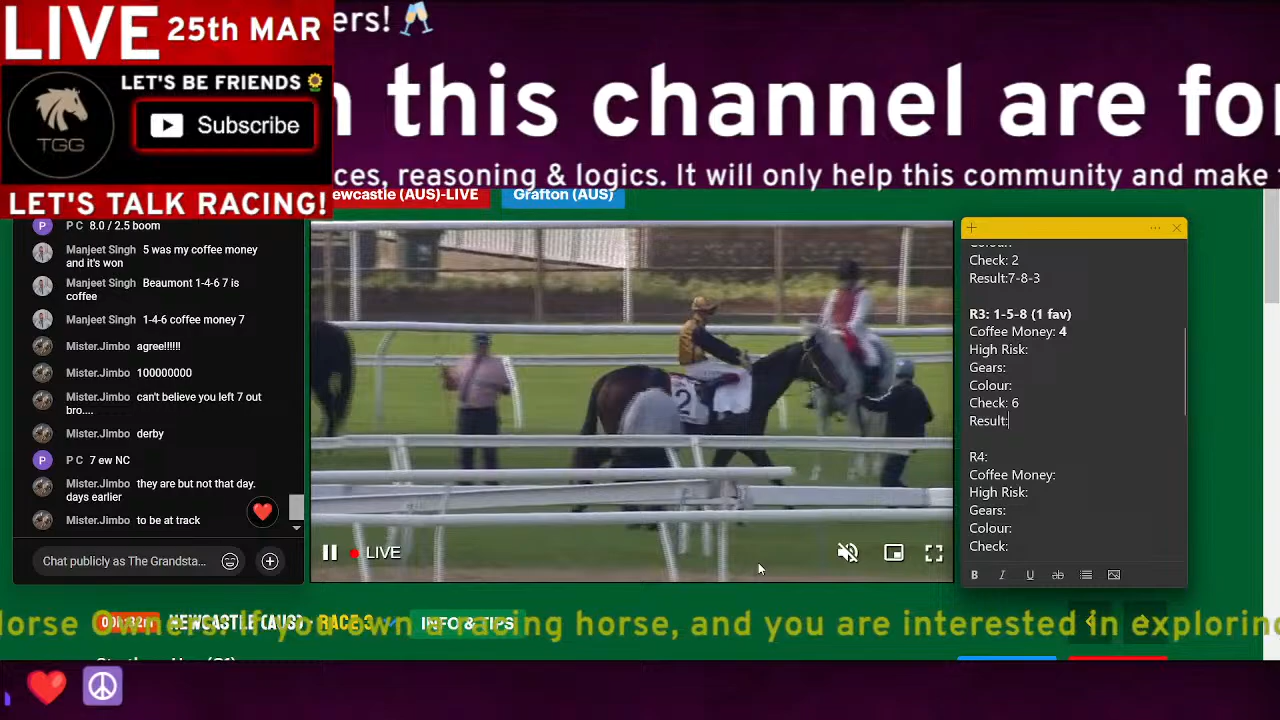 LIVE 25th MAR
ers! 🥂
LET'S BE FRIENDS 🌻
Subscribe
TGG
this channel are for
ces, reasoning & logics. It will only help this community and make
LET'S TALK RACING!
ewcastle (AUS)-LIVE
Grafton (AUS)
P P C 8.0 / 2.5 boom
Manjeet Singh 5 was my coffee money
and it's won
Manjeet Singh Beaumont 1-4-6 7 is
coffee
Manjeet Singh 1-4-6 coffee money 7
Mister.Jimbo agree!!!!!!
Mister.Jimbo 100000000
Mister.Jimbo can't believe you left 7 out
bro....
Mister.Jimbo derby
P P C 7 ew NC
Mister.Jimbo they are but not that day.
days earlier
Mister.Jimbo to be at track
Chat publicly as The Grandsta...
2
LIVE
Colour:
Check: 2
Result:7-8-3
R3: 1-5-8 (1 fav)
Coffee Money: 4
High Risk:
Gears:
Colour:
Check: 6
Result:
R4:
Coffee Money:
High Risk:
Gears:
Colour:
Check:
B I U ab
NEWCASTLE (AUS) - RACE 3
INFO & TIPS
Horse Owners. If you own a racing horse, and you are interested in exploring